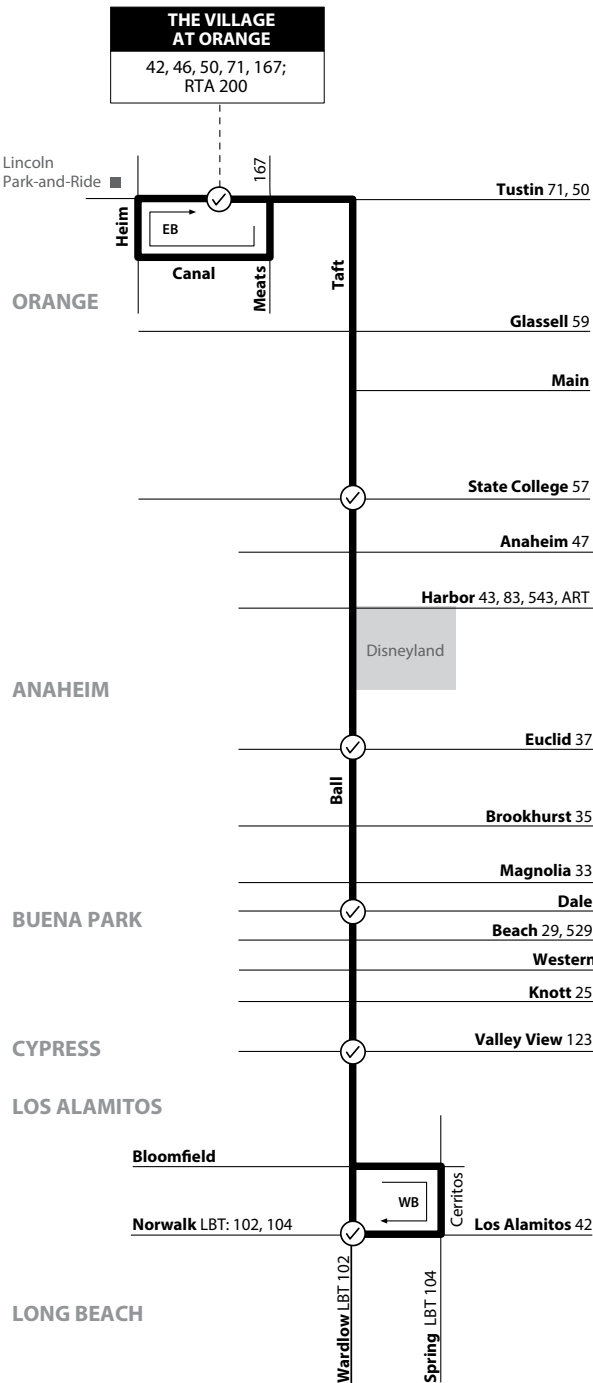 THE VILLAGE
AT ORANGE
42, 46, 50, 71, 167;
RTA 200
Lincoln
Park-and-Ride
167
Tustin 71, 50
Heim
EB
Canal
Meats
Taft
ORANGE
Glassell 59
Main
State College 57
Anaheim 47
Harbor 43, 83, 543, ART
Disneyland
ANAHEIM
Euclid 37
Ball
Brookhurst 35
Magnolia 33
Dale
BUENA PARK
Beach 29, 529
Western
Knott 25
Valley View 123
CYPRESS
LOS ALAMITOS
Bloomfield
WB
Cerritos
Norwalk LBT: 102, 104
Los Alamitos 42
Wardlow LBT 102
Spring LBT 104
LONG BEACH